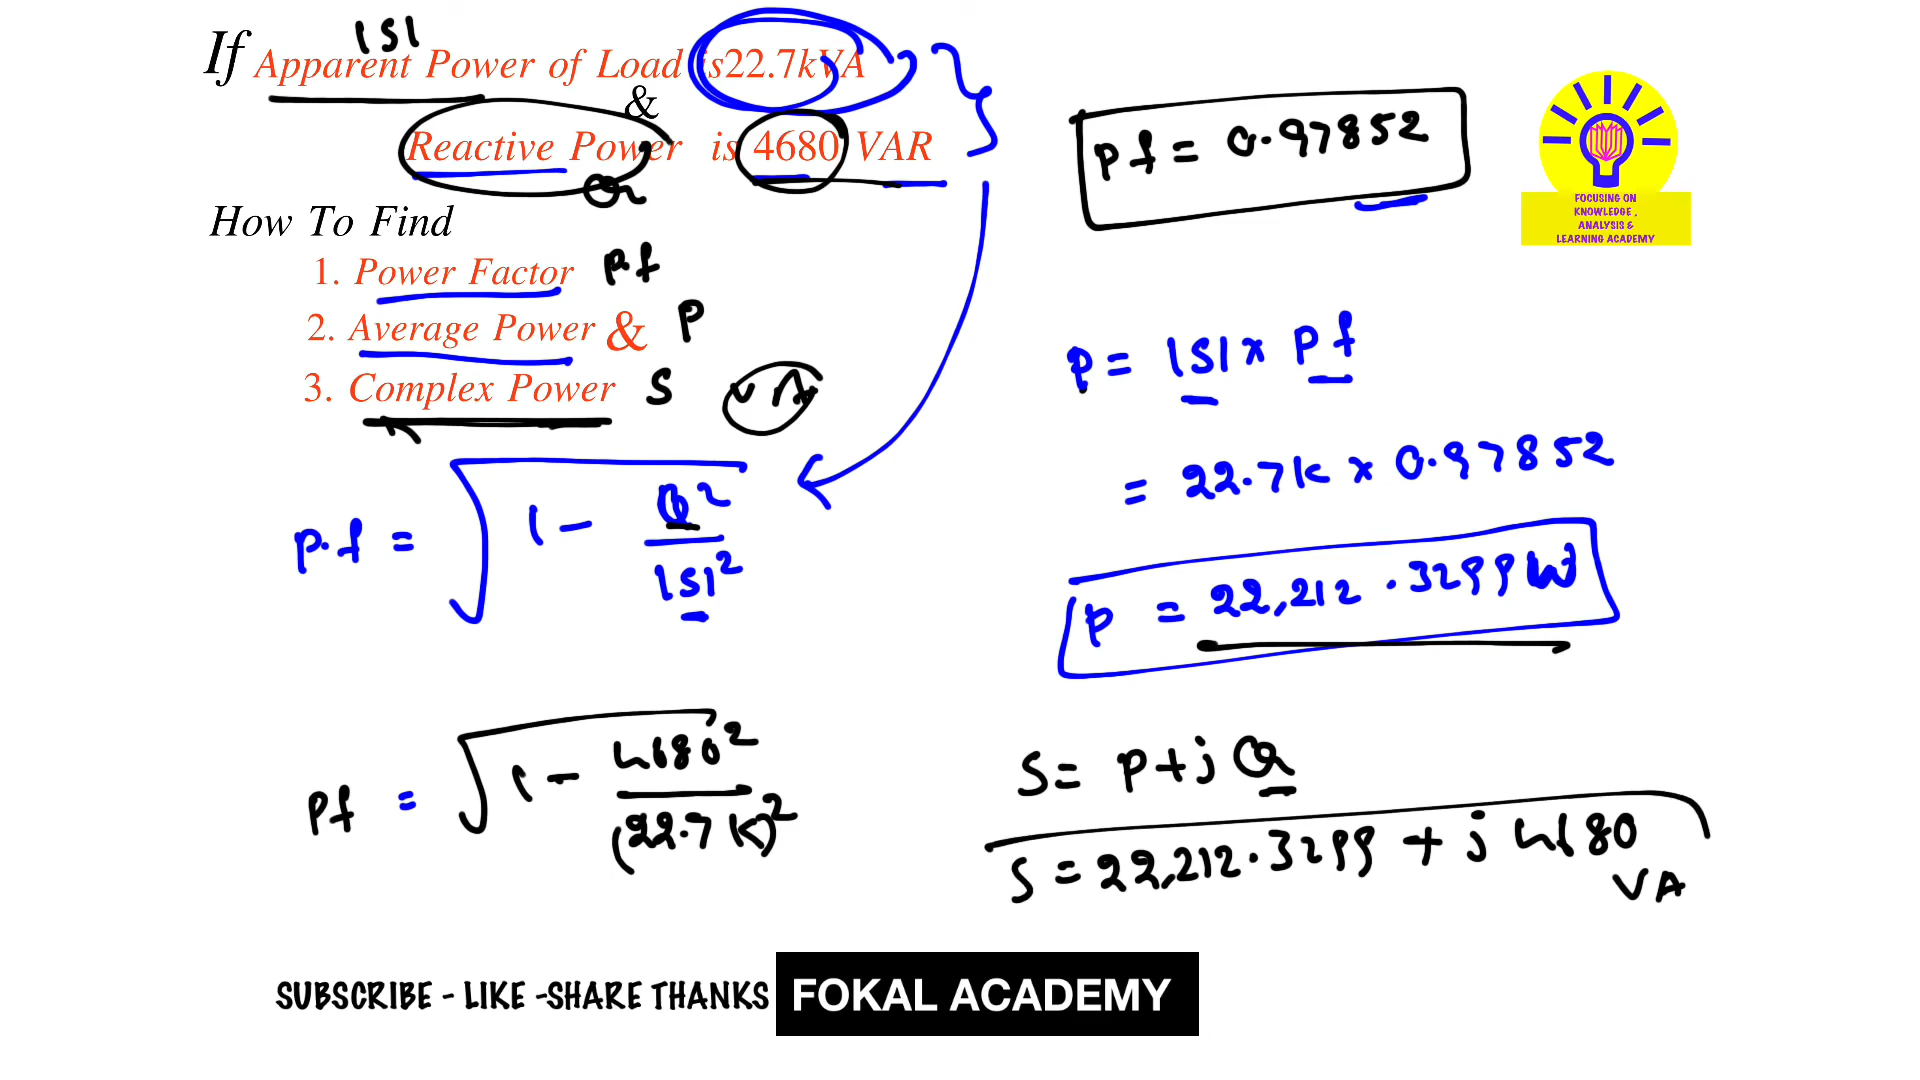 |S|
If Apparent Power of Load is 22.7kVA
&
Reactive Power is 4680 VAR
Q
How To Find
1. Power Factor p.f
2. Average Power & P
3. Complex Power S VA
p.f = √(1 - Q²/|S|²)
pf = √(1 - 4680²/(22.7k)²)
pf = 0.97852
P = |S| x Pf
= 22.7k x 0.97852
P = 22,212.3299 W
S = P+jQ
S = 22,212.3299 + j 4680
VA
FOCUSING ON
KNOWLEDGE ,
ANALYSIS &
LEARNING ACADEMY
SUBSCRIBE - LIKE -SHARE THANKS FOKAL ACADEMY